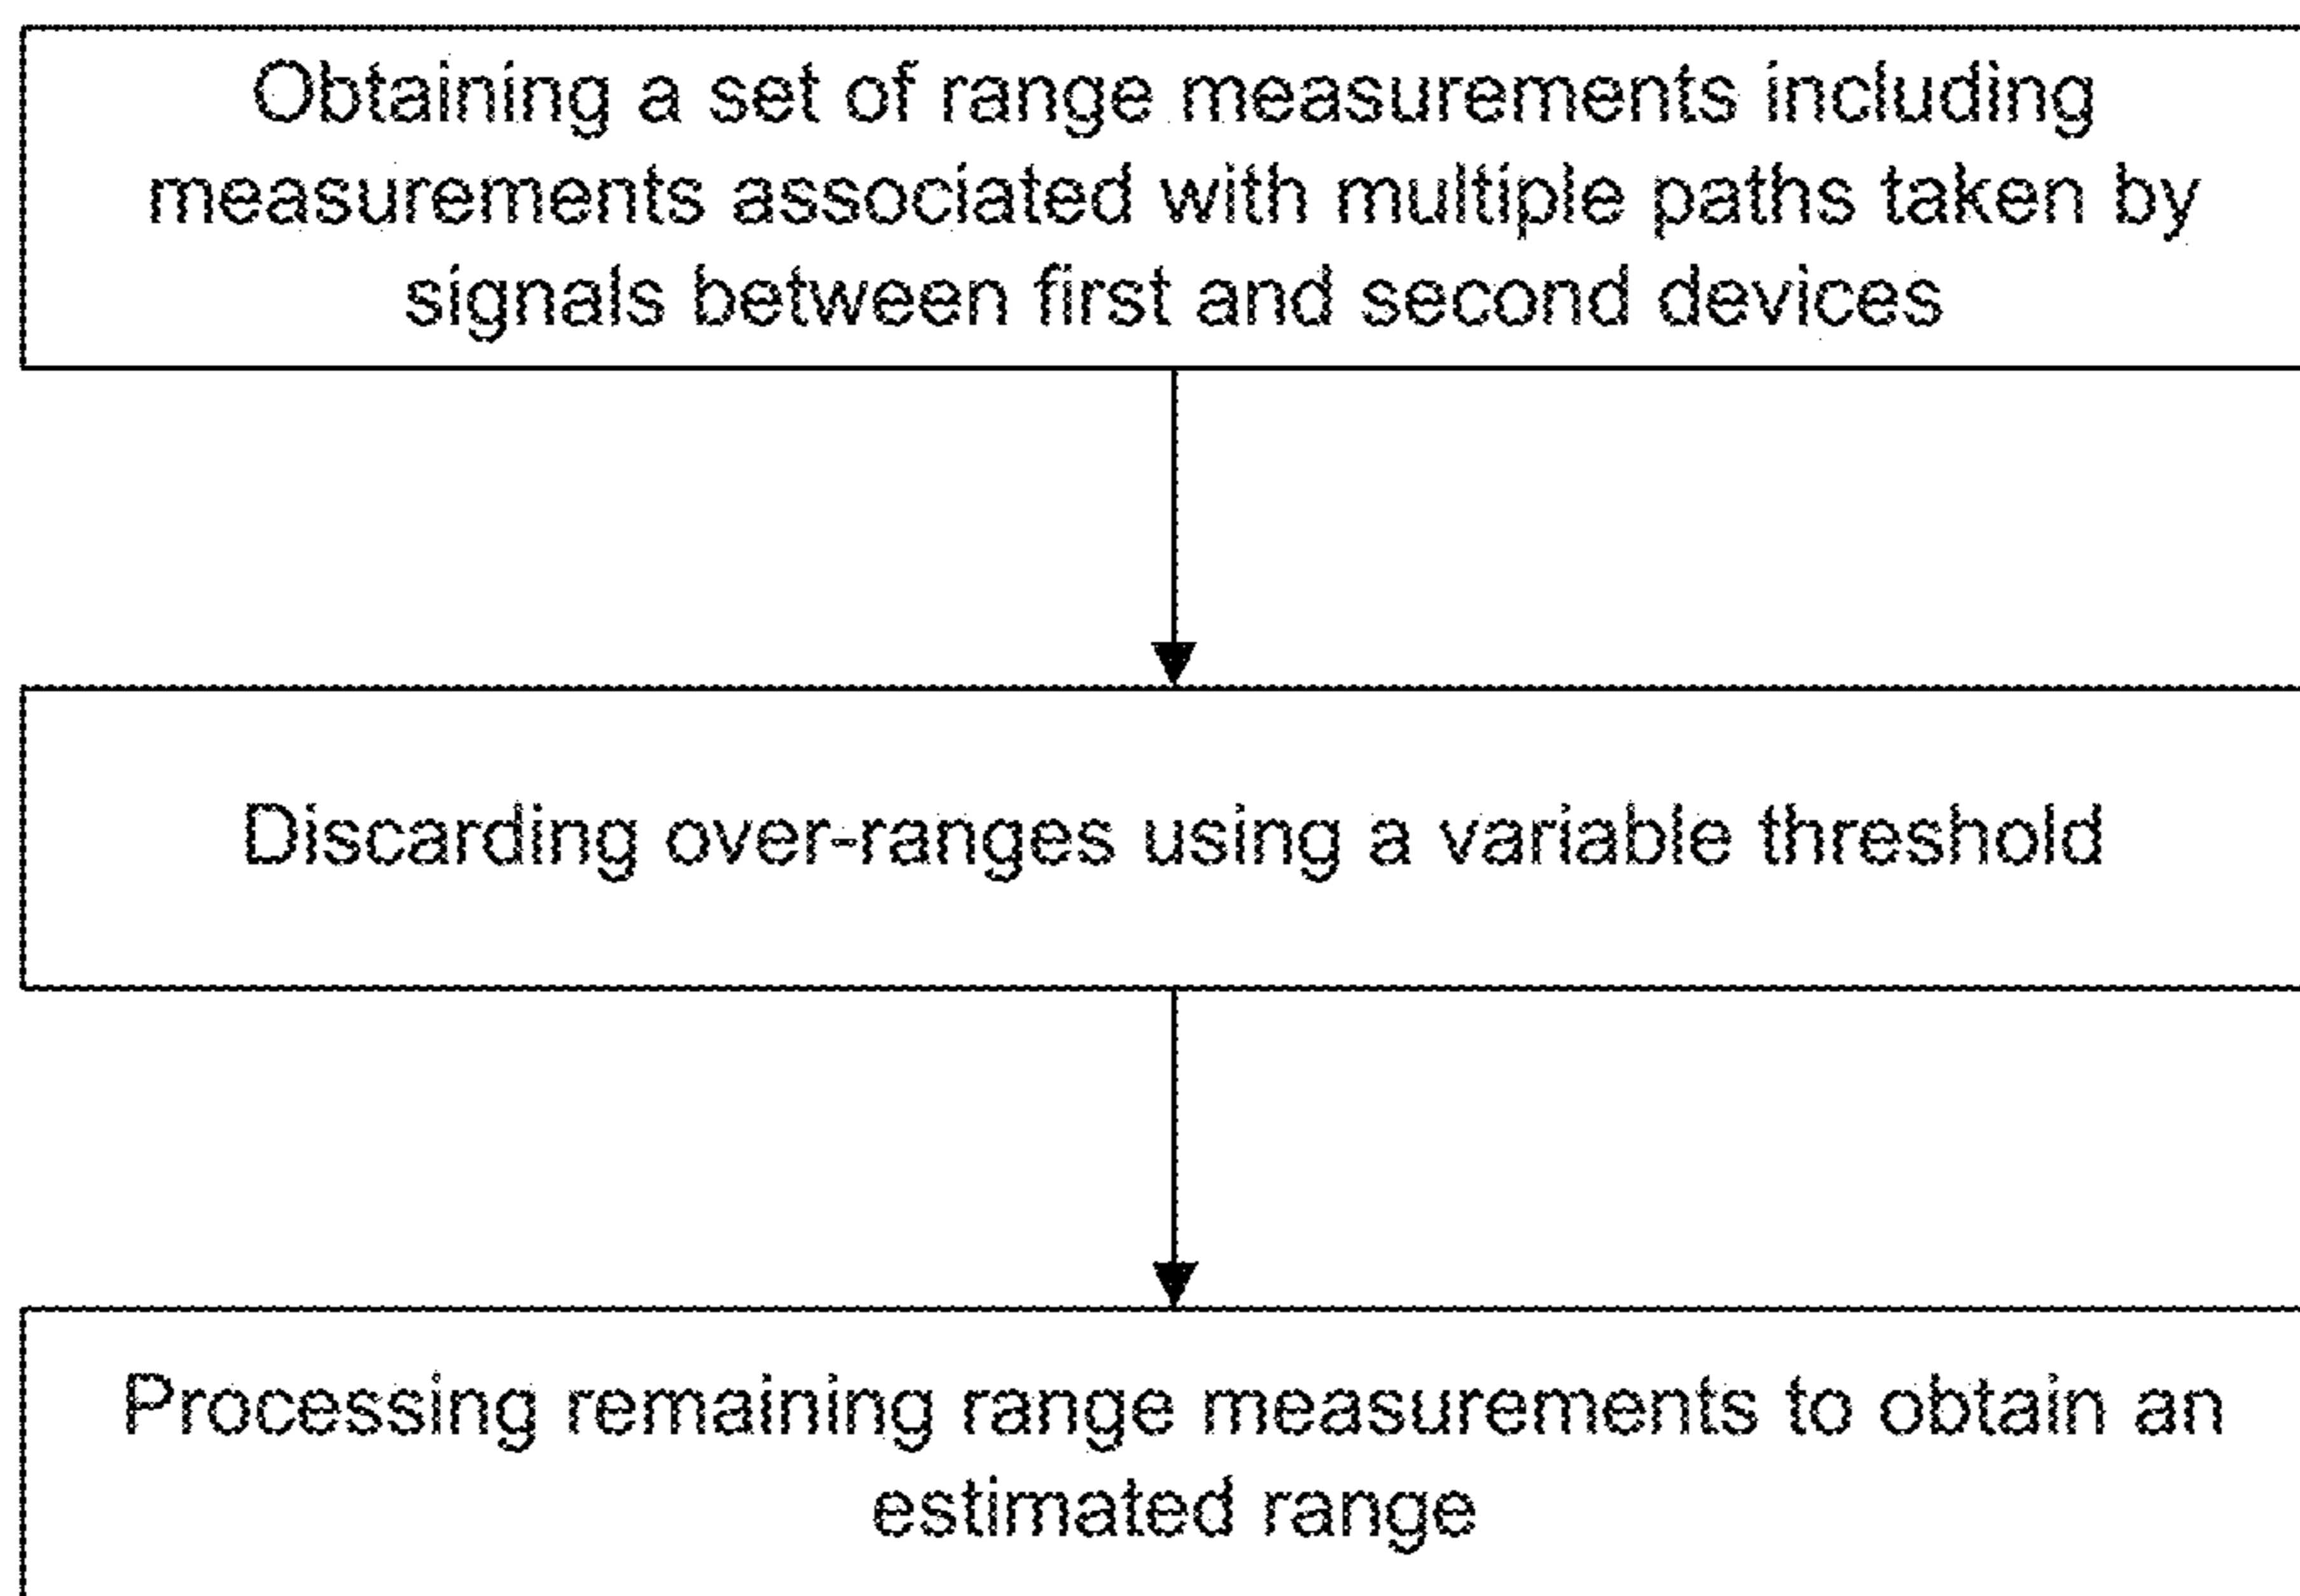 Obtaining a set of range measurements including
measurements associated with multiple paths taken by
signals between first and second devices
Discarding over-ranges using a variable threshold
Processing remaining range measurements to obtain an
estimated range